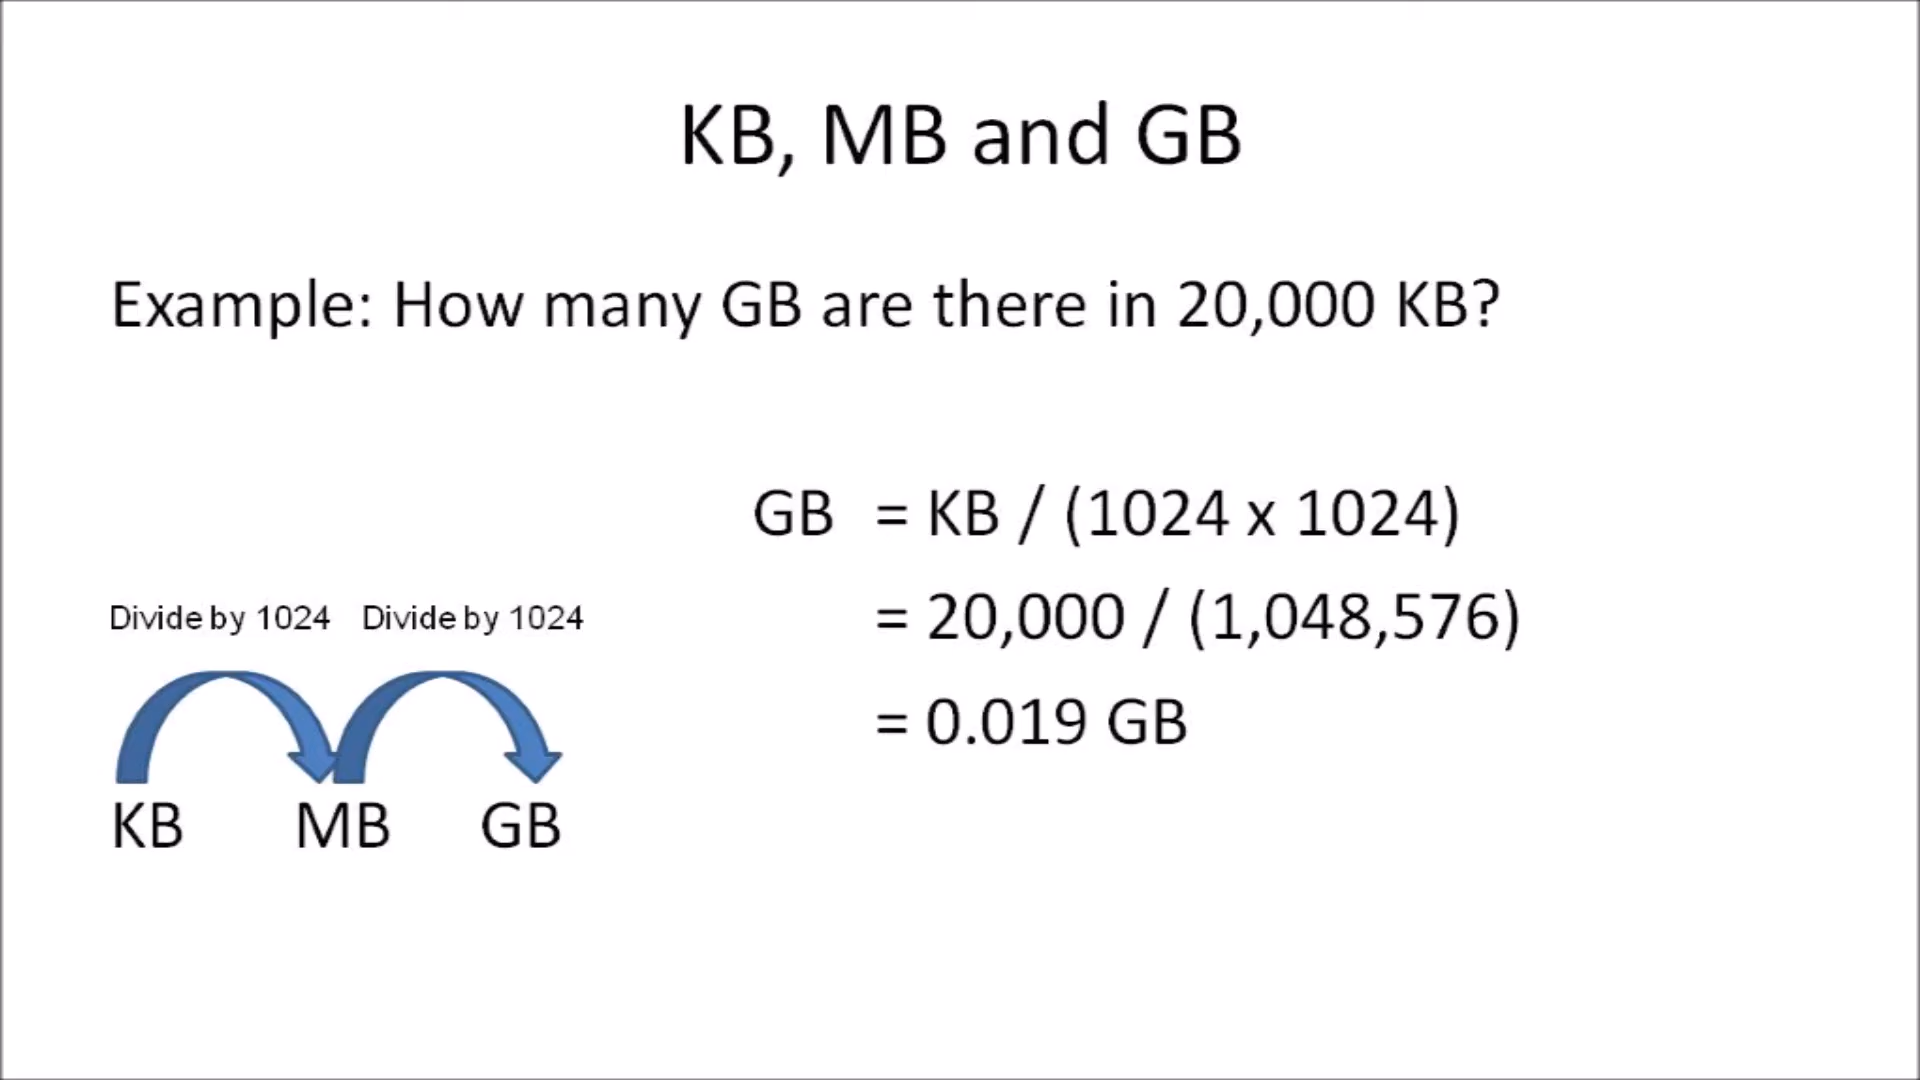 KB, MB and GB
Example: How many GB are there in 20,000 KB?
GB = KB / (1024 x 1024)
= 20,000 / (1,048,576)
= 0.019 GB
Divide by 1024 Divide by 1024
KB MB GB